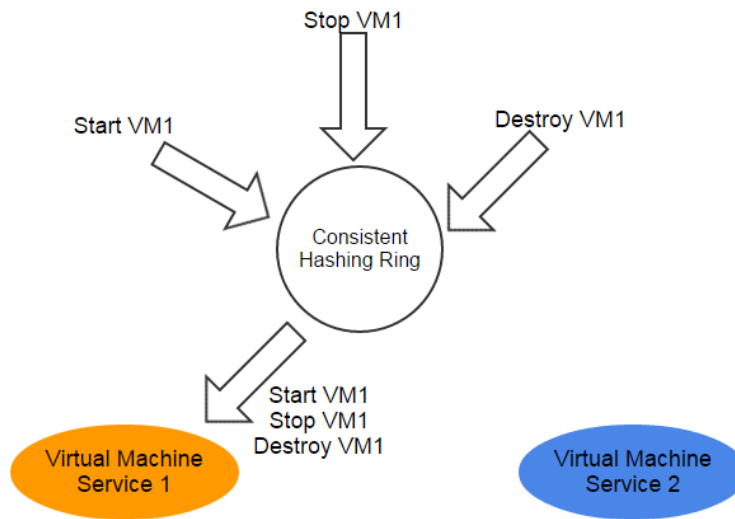 Stop VM1
Start VM1
Destroy VM1
Consistent
Hashing Ring
Start VM1
Stop VM1
Destroy VM1
Virtual Machine
Service 1
Virtual Machine
Service 2